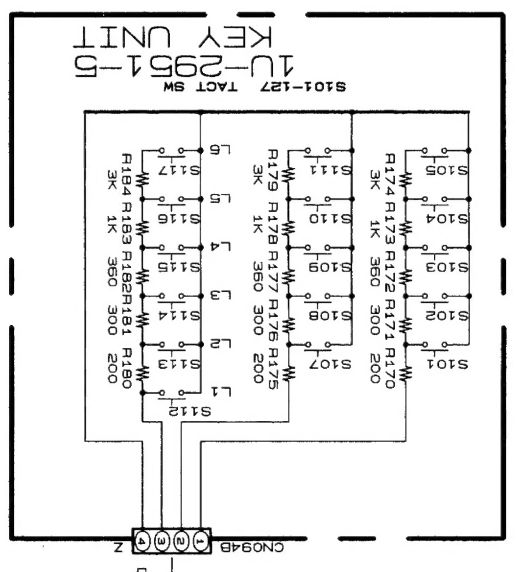 1U-2951-5
KEY UNIT
S101-127 TACT SW
L6
S117
S111
S105
R184
3K
R179
3K
R174
3K
L5
S116
S110
S104
R183
1K
R178
1K
R173
1K
L4
S115
S109
S103
R182
360
R177
360
R172
360
L3
S114
S108
S102
R181
300
R176
300
R171
300
L2
S113
S107
S101
R180
200
R175
200
R170
200
L1
S112
Z
4
3
2
1
CN094B